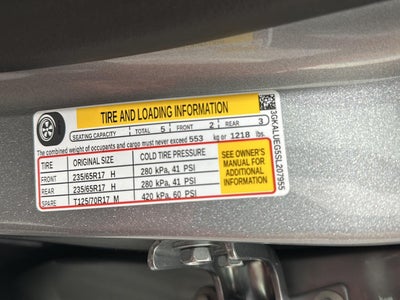 TIRE AND LOADING INFORMATION
SEATING CAPACITY TOTAL 5 FRONT 2 REAR 3
The combined weight of occupants and cargo must never exceed 553 kg or 1218 lbs.
TIRE ORIGINAL SIZE COLD TIRE PRESSURE
FRONT 235/65R17 H 280 kPa, 41 PSI
REAR 235/65R17 H 280 kPa, 41 PSI
SPARE T125/70R17 M 420 kPa, 60 PSI
SEE OWNER'S
MANUAL FOR
ADDITIONAL
INFORMATION
3GKALUEG5SL207955